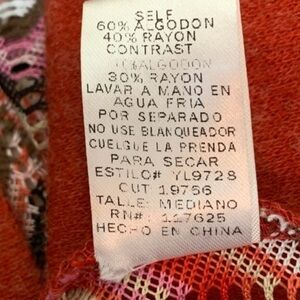 SELF
60% ALGODON
40% RAYON
CONTRAST
ALGODON
30% RAYON
LAVAR A MANO EN
AGUA FRIA
POR SEPARADO
NO USE BLANQUEADOR
CUELGUE LA PRENDA
PARA SECAR
ESTILO# YL9728
CUT 19756
TALLE: MEDIANO
RN#: 117625
HECHO EN CHINA